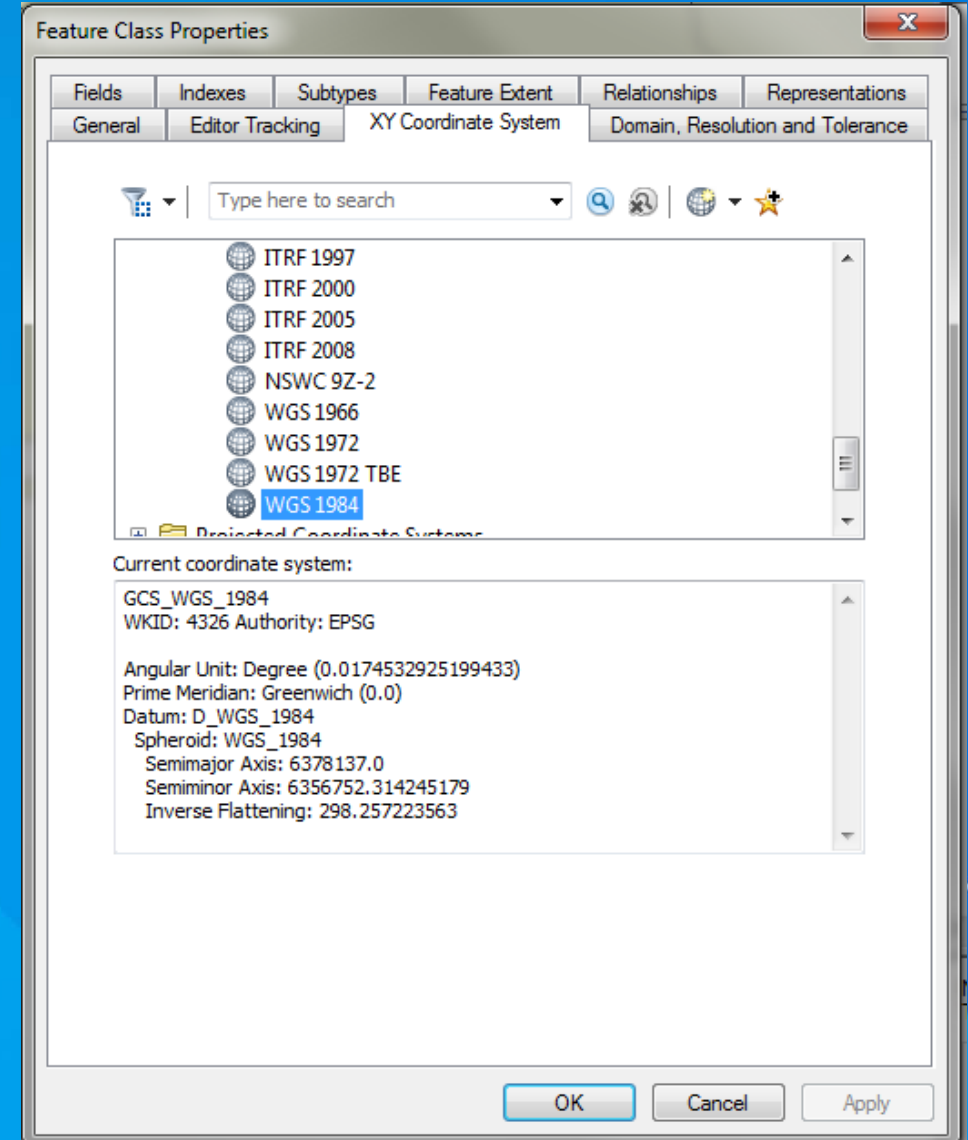 Feature Class Properties
Fields Indexes Subtypes Feature Extent Relationships Representations
General Editor Tracking XY Coordinate System Domain, Resolution and Tolerance
Type here to search
ITRF 1997
ITRF 2000
ITRF 2005
ITRF 2008
NSWC 9Z-2
WGS 1966
WGS 1972
WGS 1972 TBE
WGS 1984
Projected Coordinate Systems
Current coordinate system:
GCS_WGS_1984
WKID: 4326 Authority: EPSG
Angular Unit: Degree (0.0174532925199433)
Prime Meridian: Greenwich (0.0)
Datum: D_WGS_1984
Spheroid: WGS_1984
Semimajor Axis: 6378137.0
Semiminor Axis: 6356752.314245179
Inverse Flattening: 298.257223563
OK Cancel Apply